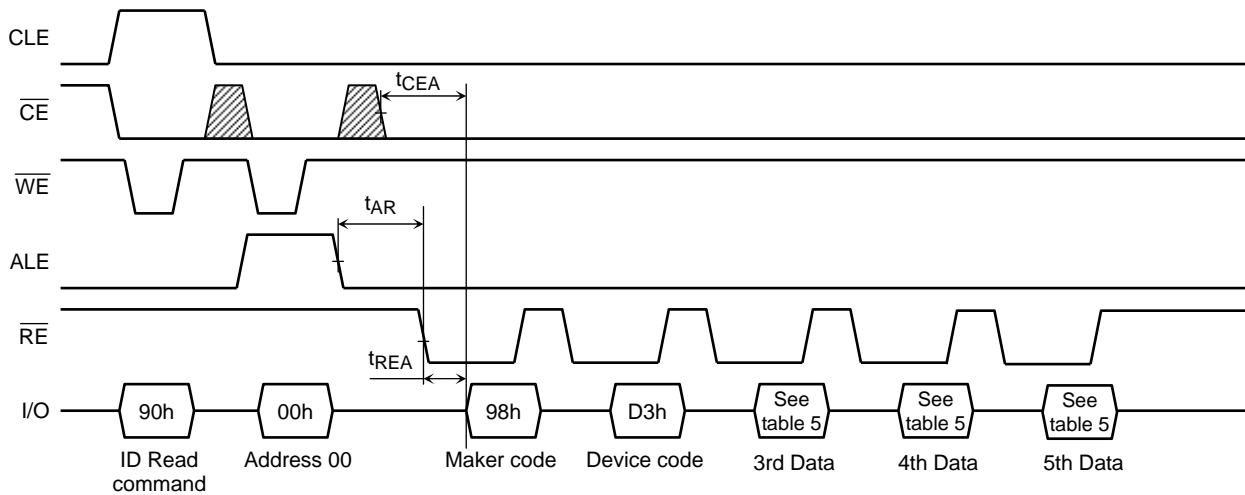 CLE
tCEA
CE
WE
tAR
ALE
RE
tREA
I/O
90h
00h
98h
D3h
See
table 5
See
table 5
See
table 5
ID Read
command
Address 00
Maker code
Device code
3rd Data
4th Data
5th Data